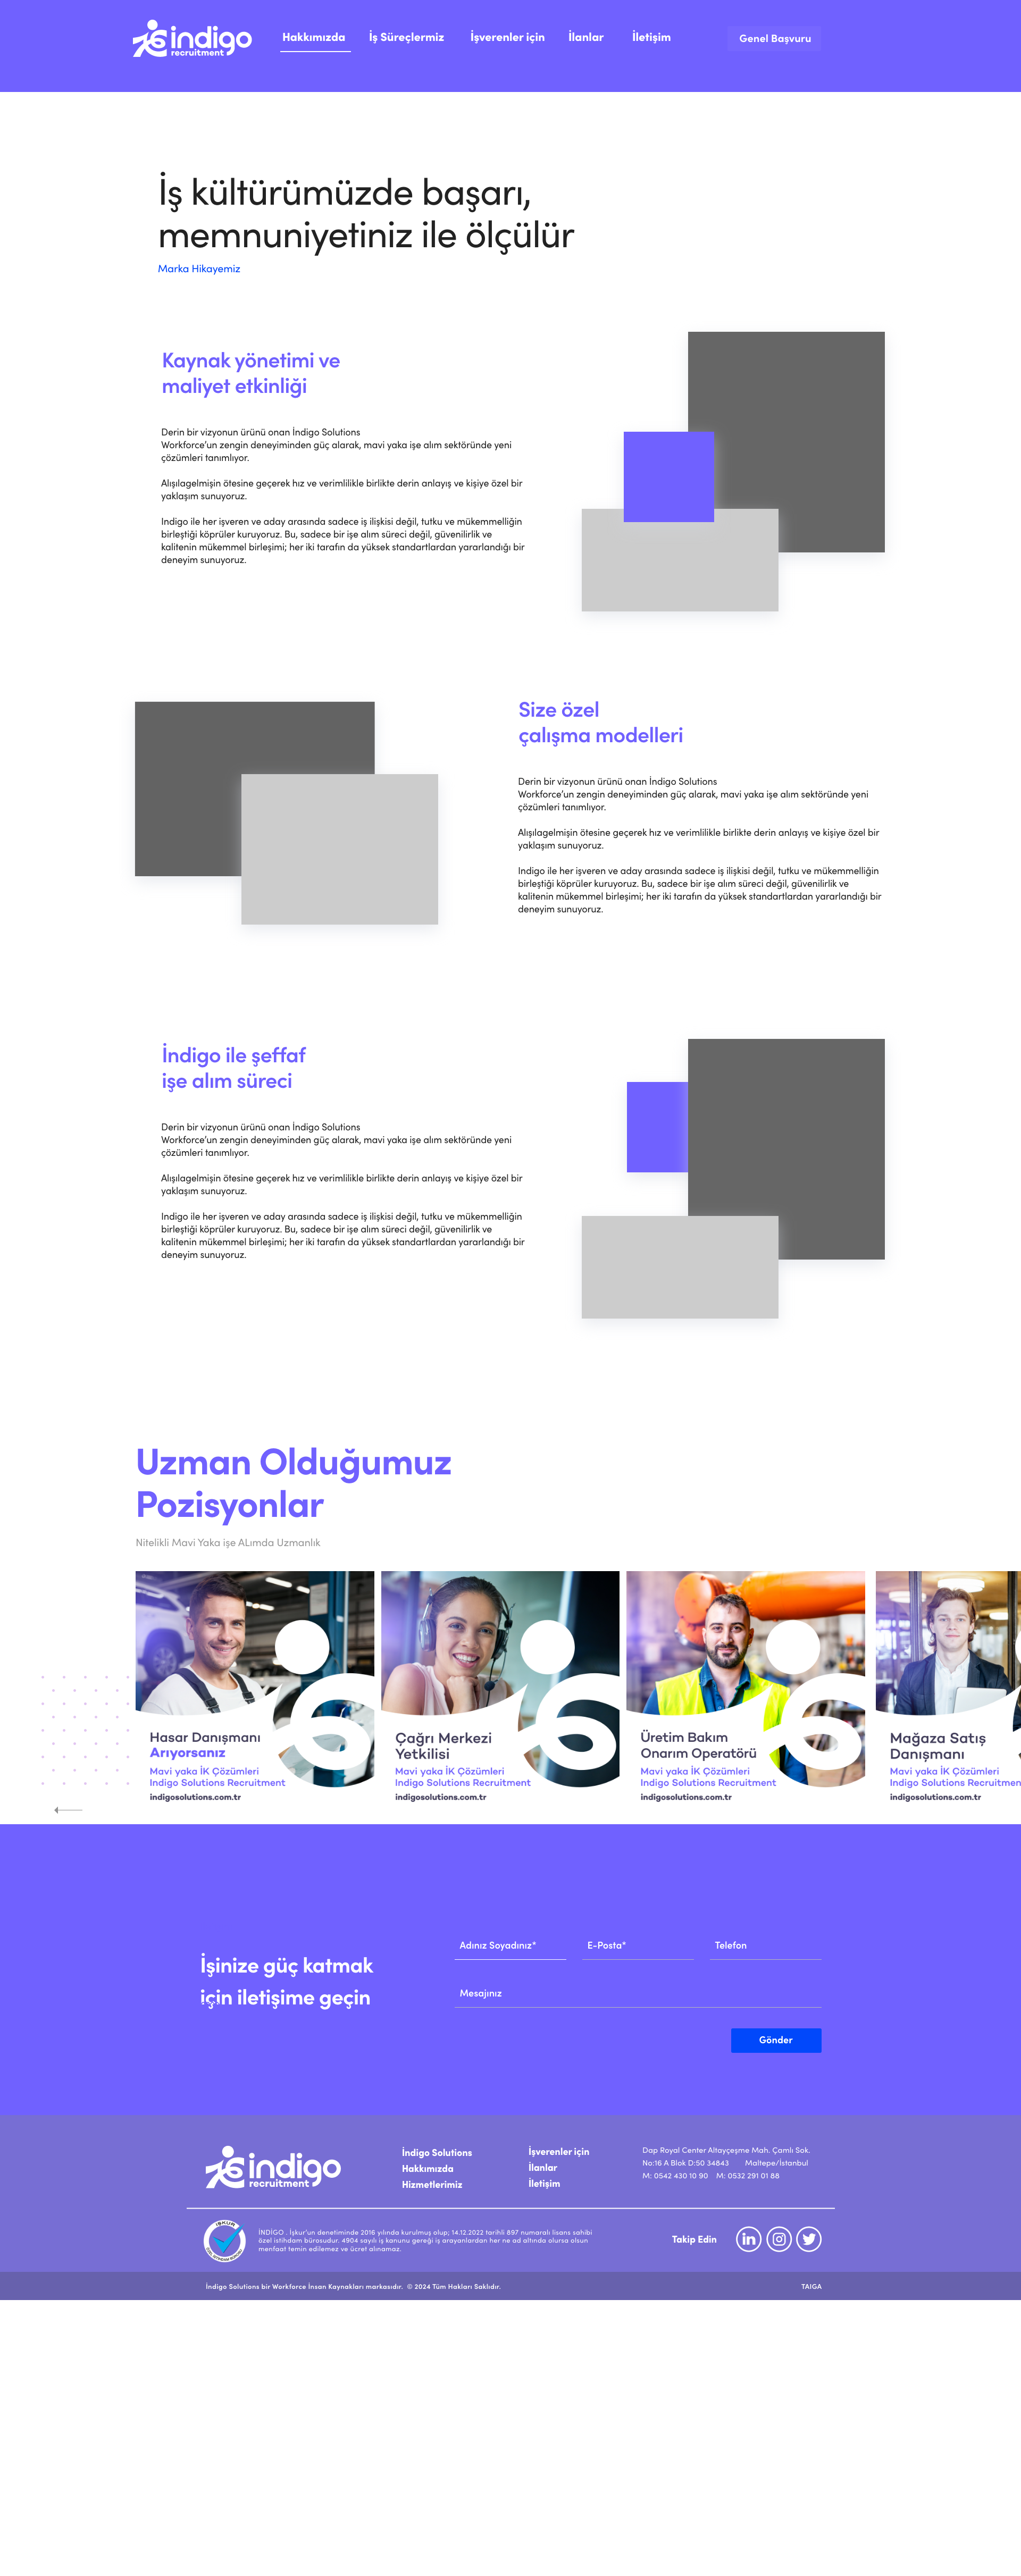 indigo
recruitment
Hakkımızda
İş Süreçlermiz
İşverenler için
İlanlar
İletişim
Genel Başvuru
İş kültürümüzde başarı,
memnuniyetiniz ile ölçülür
Marka Hikayemiz
Kaynak yönetimi ve
maliyet etkinliği
Derin bir vizyonun ürünü onan İndigo Solutions
Workforce'un zengin deneyiminden güç alarak, mavi yaka işe alım sektöründe yeni
çözümleri tanımlıyor.
Alışılagelmişin ötesine geçerek hız ve verimlilikle birlikte derin anlayış ve kişiye özel bir
yaklaşım sunuyoruz.
Indigo ile her işveren ve aday arasında sadece iş ilişkisi değil, tutku ve mükemmelliğin
birleştiği köprüler kuruyoruz. Bu, sadece bir işe alım süreci değil, güvenilirlik ve
kalitenin mükemmel birleşimi; her iki tarafın da yüksek standartlardan yararlandığı bir
deneyim sunuyoruz.
Size özel
çalışma modelleri
Derin bir vizyonun ürünü onan İndigo Solutions
Workforce'un zengin deneyiminden güç alarak, mavi yaka işe alım sektöründe yeni
çözümleri tanımlıyor.
Alışılagelmişin ötesine geçerek hız ve verimlilikle birlikte derin anlayış ve kişiye özel bir
yaklaşım sunuyoruz.
Indigo ile her işveren ve aday arasında sadece iş ilişkisi değil, tutku ve mükemmelliğin
birleştiği köprüler kuruyoruz. Bu, sadece bir işe alım süreci değil, güvenilirlik ve
kalitenin mükemmel birleşimi; her iki tarafın da yüksek standartlardan yararlandığı bir
deneyim sunuyoruz.
İndigo ile şeffaf
işe alım süreci
Derin bir vizyonun ürünü onan İndigo Solutions
Workforce'un zengin deneyiminden güç alarak, mavi yaka işe alım sektöründe yeni
çözümleri tanımlıyor.
Alışılagelmişin ötesine geçerek hız ve verimlilikle birlikte derin anlayış ve kişiye özel bir
yaklaşım sunuyoruz.
Indigo ile her işveren ve aday arasında sadece iş ilişkisi değil, tutku ve mükemmelliğin
birleştiği köprüler kuruyoruz. Bu, sadece bir işe alım süreci değil, güvenilirlik ve
kalitenin mükemmel birleşimi; her iki tarafın da yüksek standartlardan yararlandığı bir
deneyim sunuyoruz.
Uzman Olduğumuz
Pozisyonlar
Nitelikli Mavi Yaka işe ALımda Uzmanlık
Hasar Danışmanı
Arıyorsanız
Mavi yaka İK Çözümleri
Indigo Solutions Recruitment
indigosolutions.com.tr
Çağrı Merkezi
Yetkilisi
Mavi yaka İK Çözümleri
Indigo Solutions Recruitment
indigosolutions.com.tr
Üretim Bakım
Onarım Operatörü
Mavi yaka İK Çözümleri
Indigo Solutions Recruitment
indigosolutions.com.tr
Mağaza Satış
Danışmanı
Mavi yaka İK Çözümleri
Indigo Solutions Recruitmen
indigosolutions.com.tr
İşinize güç katmak
için iletişime geçin
Adınız Soyadınız*
E-Posta*
Telefon
Mesajınız
Gönder
indigo
recruitment
İndigo Solutions
Hakkımızda
Hizmetlerimiz
İşverenler için
İlanlar
İletişim
Dap Royal Center Altayçeşme Mah. Çamlı Sok.
No:16 A Blok D:50 34843 Maltepe/İstanbul
M: 0542 430 10 90 M: 0532 291 01 88
İŞKUR
İNDİGO . İşkur'un denetiminde 2016 yılında kurulmuş olup; 14.12.2022 tarihli 897 numaralı lisans sahibi
özel istihdam bürosudur. 4904 sayılı iş kanunu gereği iş arayanlardan her ne ad altında olursa olsun
menfaat temin edilemez ve ücret alınamaz.
Takip Edin
in
İndigo Solutions bir Workforce İnsan Kaynakları markasıdır. © 2024 Tüm Hakları Saklıdır.
TAIGA